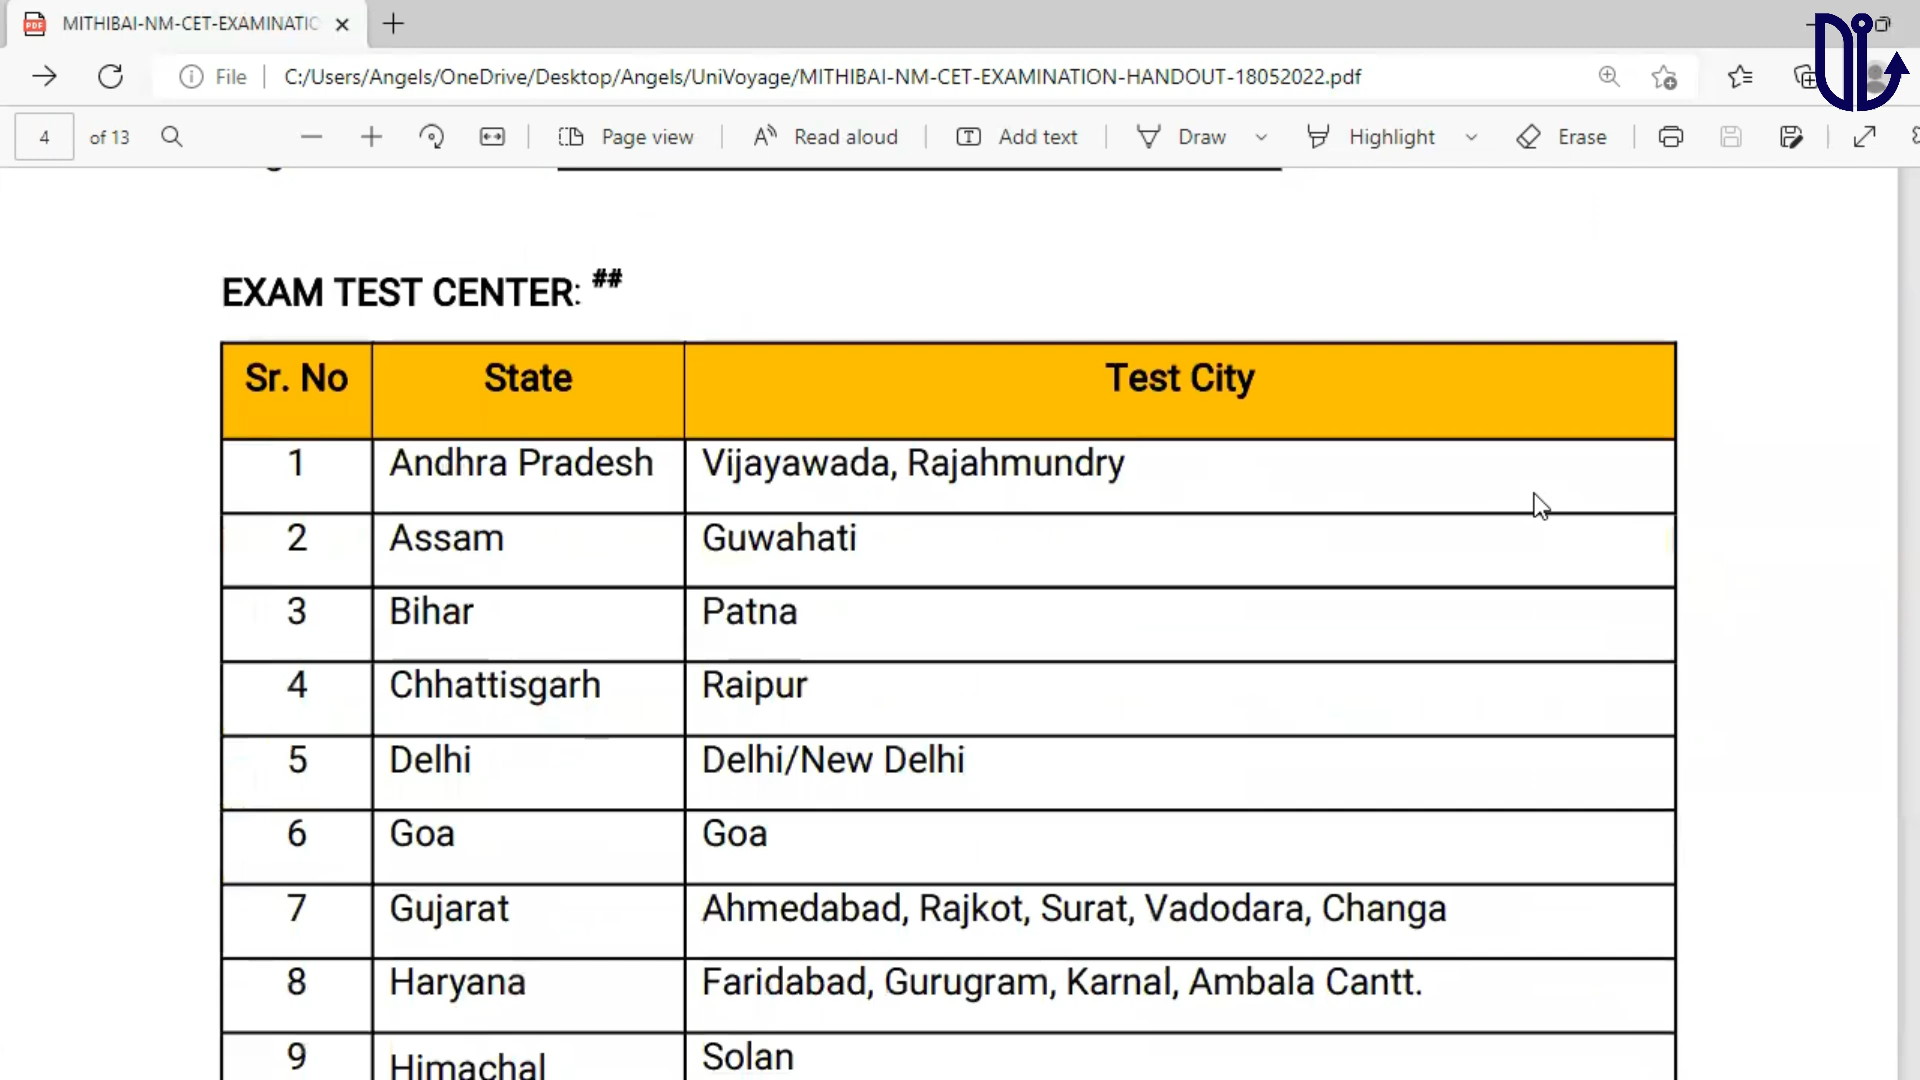 MITHIBAI-NM-CET-EXAMINATIC
File C:/Users/Angels/OneDrive/Desktop/Angels/UniVoyage/MITHIBAI-NM-CET-EXAMINATION-HANDOUT-18052022.pdf
4 of 13 Page view Read aloud Add text Draw Highlight Erase
EXAM TEST CENTER: ##
Sr. No State Test City
1 Andhra Pradesh Vijayawada, Rajahmundry
2 Assam Guwahati
3 Bihar Patna
4 Chhattisgarh Raipur
5 Delhi Delhi/New Delhi
6 Goa Goa
7 Gujarat Ahmedabad, Rajkot, Surat, Vadodara, Changa
8 Haryana Faridabad, Gurugram, Karnal, Ambala Cantt.
9 Himachal Solan